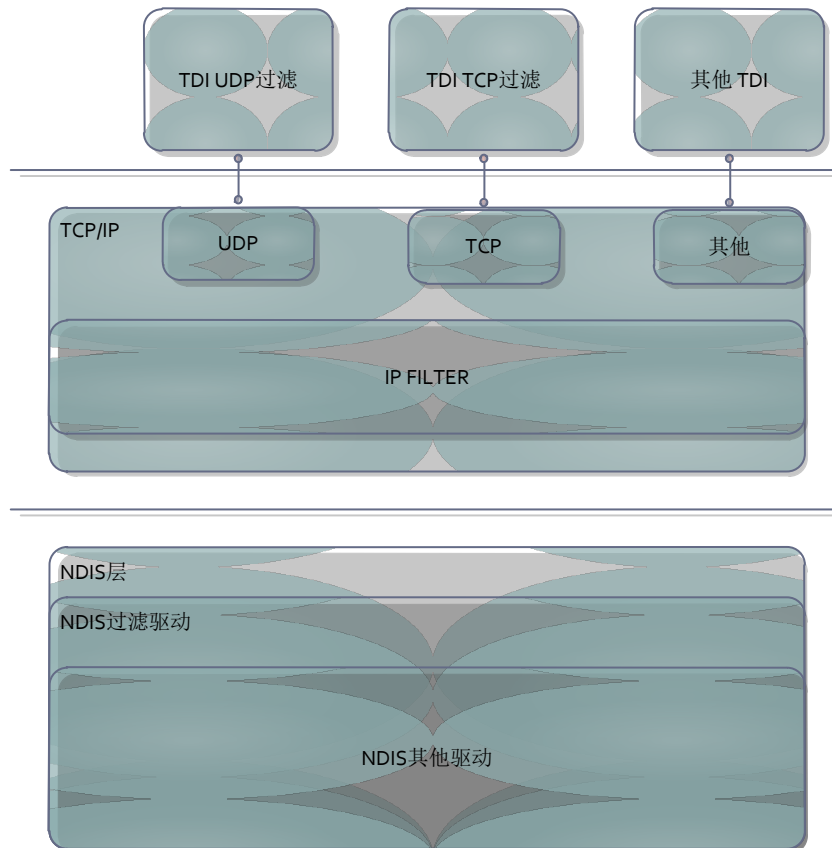 TDI UDP过滤
TDI TCP过滤
其他 TDI
TCP/IP
UDP
TCP
其他
IP FILTER
NDIS层
NDIS过滤驱动
NDIS其他驱动